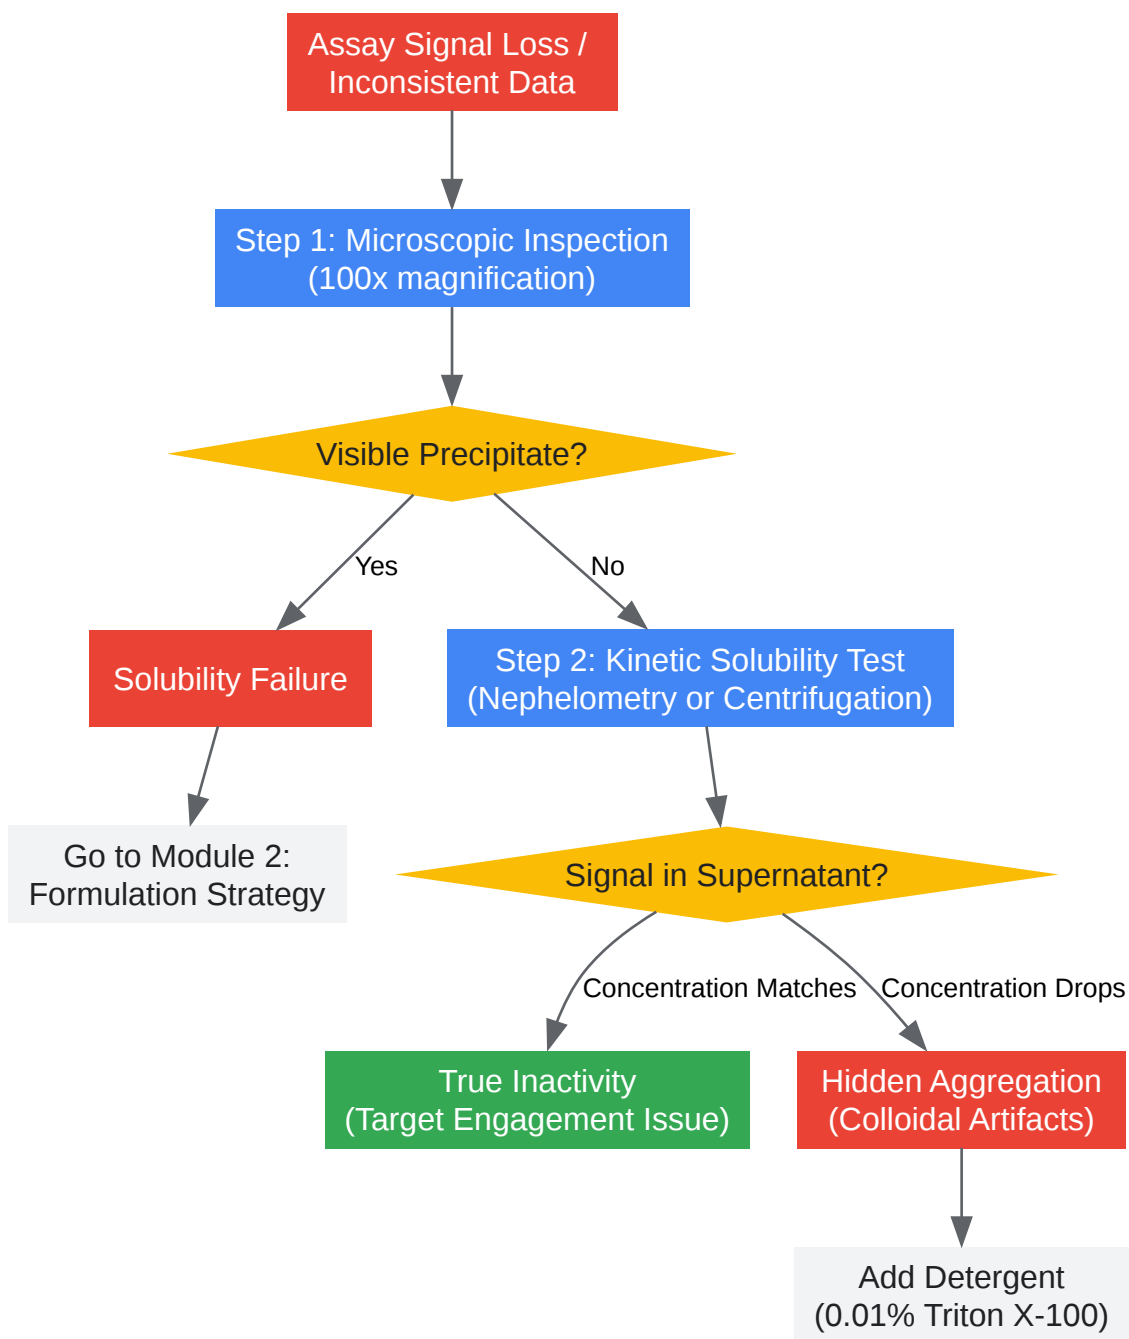 Assay Signal Loss /
Inconsistent Data
Step 1: Microscopic Inspection
(100x magnification)
Visible Precipitate?
Yes
No
Solubility Failure
Step 2: Kinetic Solubility Test
(Nephelometry or Centrifugation)
Go to Module 2:
Formulation Strategy
Signal in Supernatant?
Concentration Matches
Concentration Drops
True Inactivity
(Target Engagement Issue)
Hidden Aggregation
(Colloidal Artifacts)
Add Detergent
(0.01% Triton X-100)